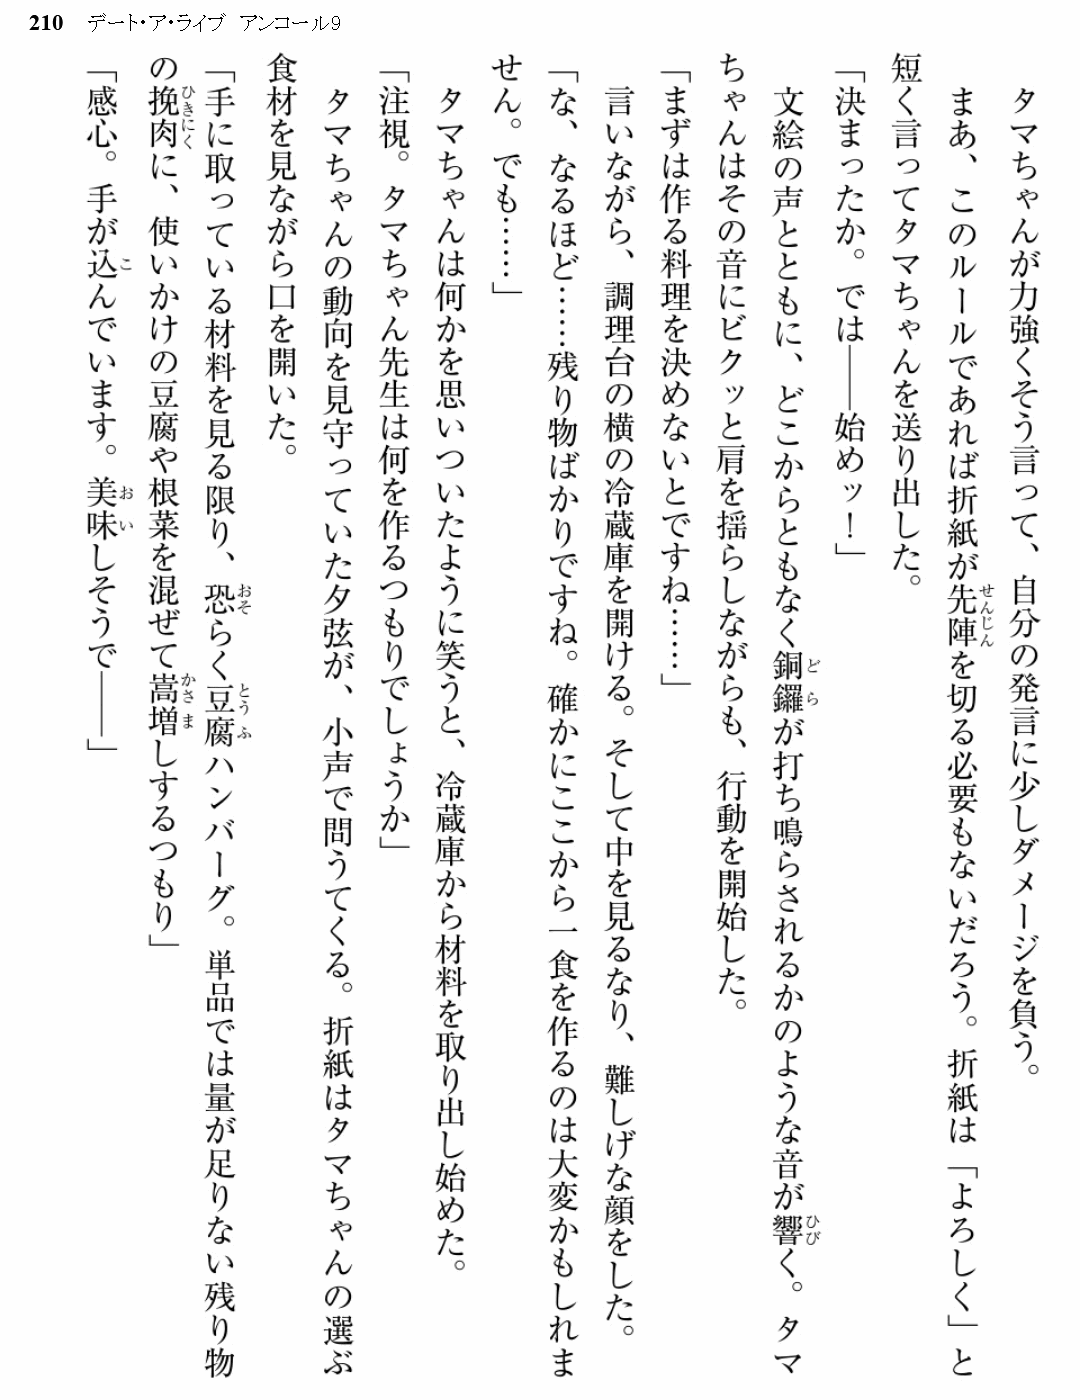 210 デート・ア・ライブ アンコール9
タマちゃんが力強くそう言って、自分の発言に少しダメージを負う。
まあ、このルールであれば折紙が先陣を切る必要もないだろう。折紙は「よろしく」と
短く言ってタマちゃんを送り出した。
「決まったか。では――始めッ！」
文絵の声とともに、どこからともなく銅鑼が打ち鳴らされるかのような音が響く。タマ
ちゃんはその音にビクッと肩を揺らしながらも、行動を開始した。
「まずは作る料理を決めないとですね……」
言いながら、調理台の横の冷蔵庫を開ける。そして中を見るなり、難しげな顔をした。
「な、なるほど……残り物ばかりですね。確かにここから一食を作るのは大変かもしれま
せん。でも……」
タマちゃんは何かを思いついたように笑うと、冷蔵庫から材料を取り出し始めた。
「注視。タマちゃん先生は何を作るつもりでしょうか」
タマちゃんの動向を見守っていた夕弦が、小声で問うてくる。折紙はタマちゃんの選ぶ
食材を見ながら口を開いた。
「手に取っている材料を見る限り、恐らく豆腐ハンバーグ。単品では量が足りない残り物
の挽肉に、使いかけの豆腐や根菜を混ぜて嵩増しするつもり」
「感心。手が込んでいます。美味しそうで――」